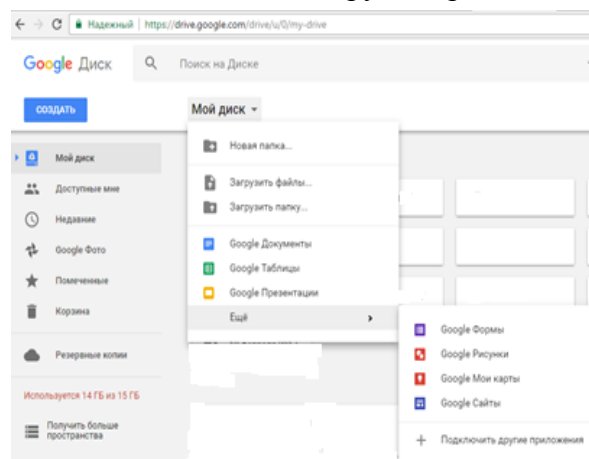 Надежный | https://drive.google.com/drive/u/0/my-drive
Google Диск
Поиск на Диске
СОЗДАТЬ
Мой диск
Мой диск
Доступные мне
Недавние
Google Фото
Помеченные
Корзина
Резервные копии
Используется 14 ГБ из 15 ГБ
Получить больше
пространства
Новая папка...
Загрузить файлы...
Загрузить папку...
Google Документы
Google Таблицы
Google Презентации
Ещё
Google Формы
Google Рисунки
Google Мои карты
Google Сайты
Подключить другие приложения